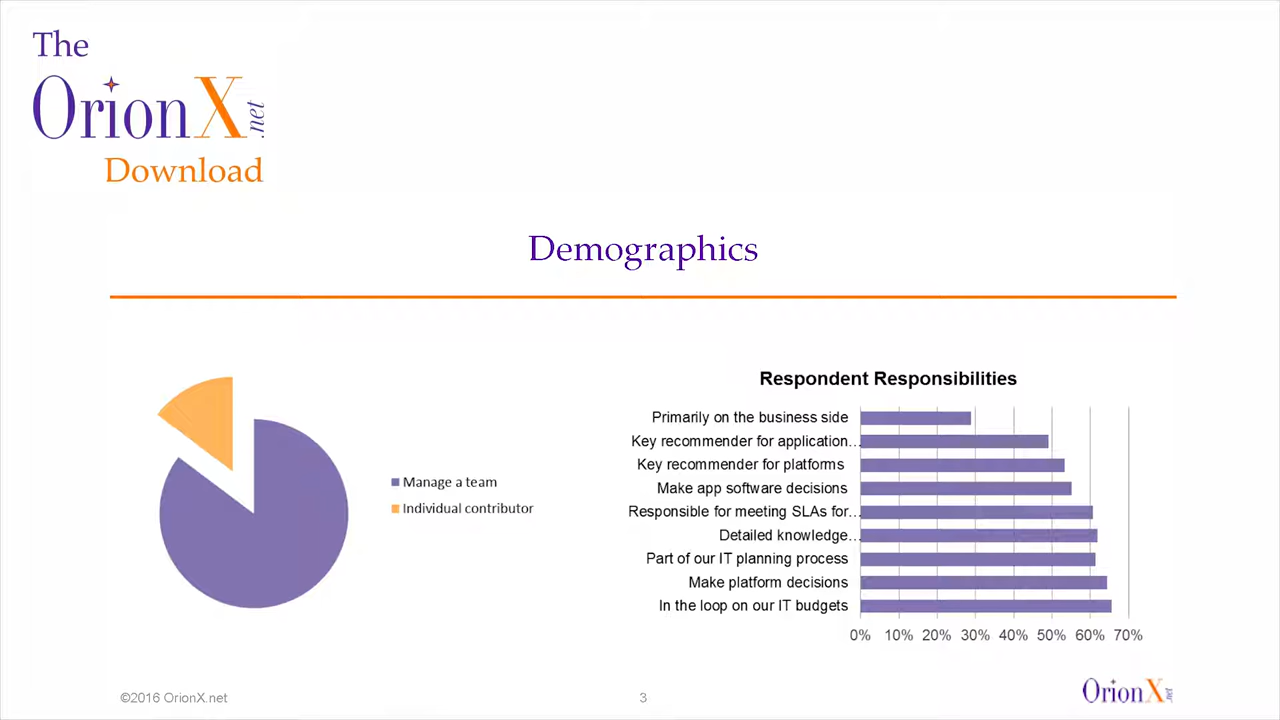 The
OrionX.net
Download
Demographics
Manage a team
Individual contributor
Respondent Responsibilities
Primarily on the business side
Key recommender for application…
Key recommender for platforms
Make app software decisions
Responsible for meeting SLAs for…
Detailed knowledge…
Part of our IT planning process
Make platform decisions
In the loop on our IT budgets
0% 10% 20% 30% 40% 50% 60% 70%
©2016 OrionX.net
3
OrionX.net